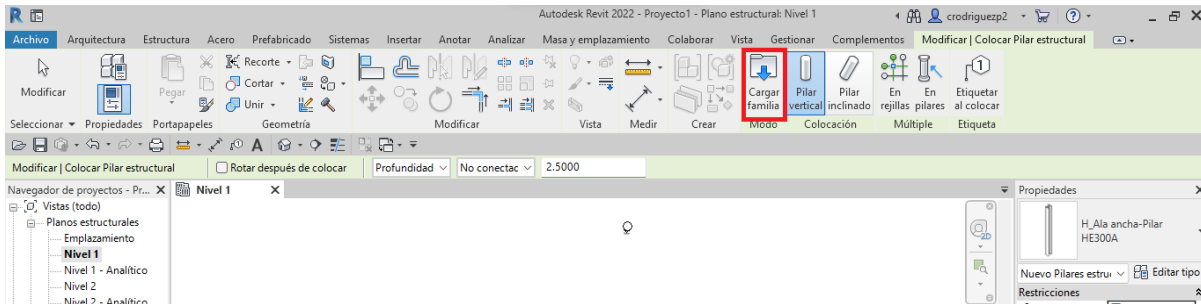 Autodesk Revit 2022 - Proyecto1 - Plano estructural: Nivel 1
crodriguezp2
Archivo Arquitectura Estructura Acero Prefabricado Sistemas Insertar Anotar Analizar Masa y emplazamiento Colaborar Vista Gestionar Complementos Modificar | Colocar Pilar estructural
Modificar
Pegar
Recorte
Cortar
Unir
Cargar familia
Pilar vertical
Pilar inclinado
En rejillas
En pilares
Etiquetar al colocar
Seleccionar Propiedades Portapapeles Geometría Modificar Vista Medir Crear Modo Colocación Múltiple Etiqueta
Modificar | Colocar Pilar estructural Rotar después de colocar Profundidad No conectac 2.5000
Navegador de proyectos - Pr... X Nivel 1 X Propiedades X
Vistas (todo)
Planos estructurales
Emplazamiento
Nivel 1
Nivel 1 - Analítico
Nivel 2
Nivel 2 - Analítico
2D
H_Ala ancha-Pilar
HE300A
Nuevo Pilares estru Editar tipo
Restricciones